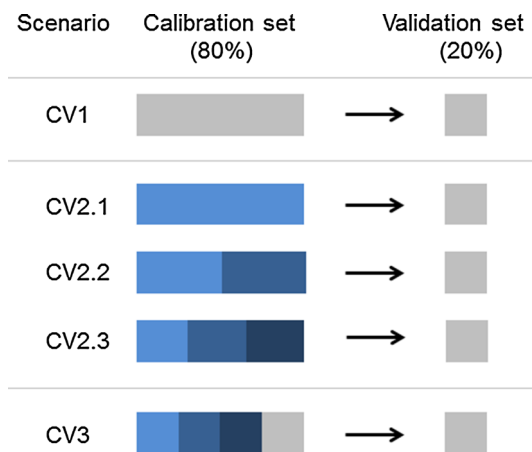 Scenario Calibration set Validation set
(80%) (20%)
CV1
CV2.1
CV2.2
CV2.3
CV3